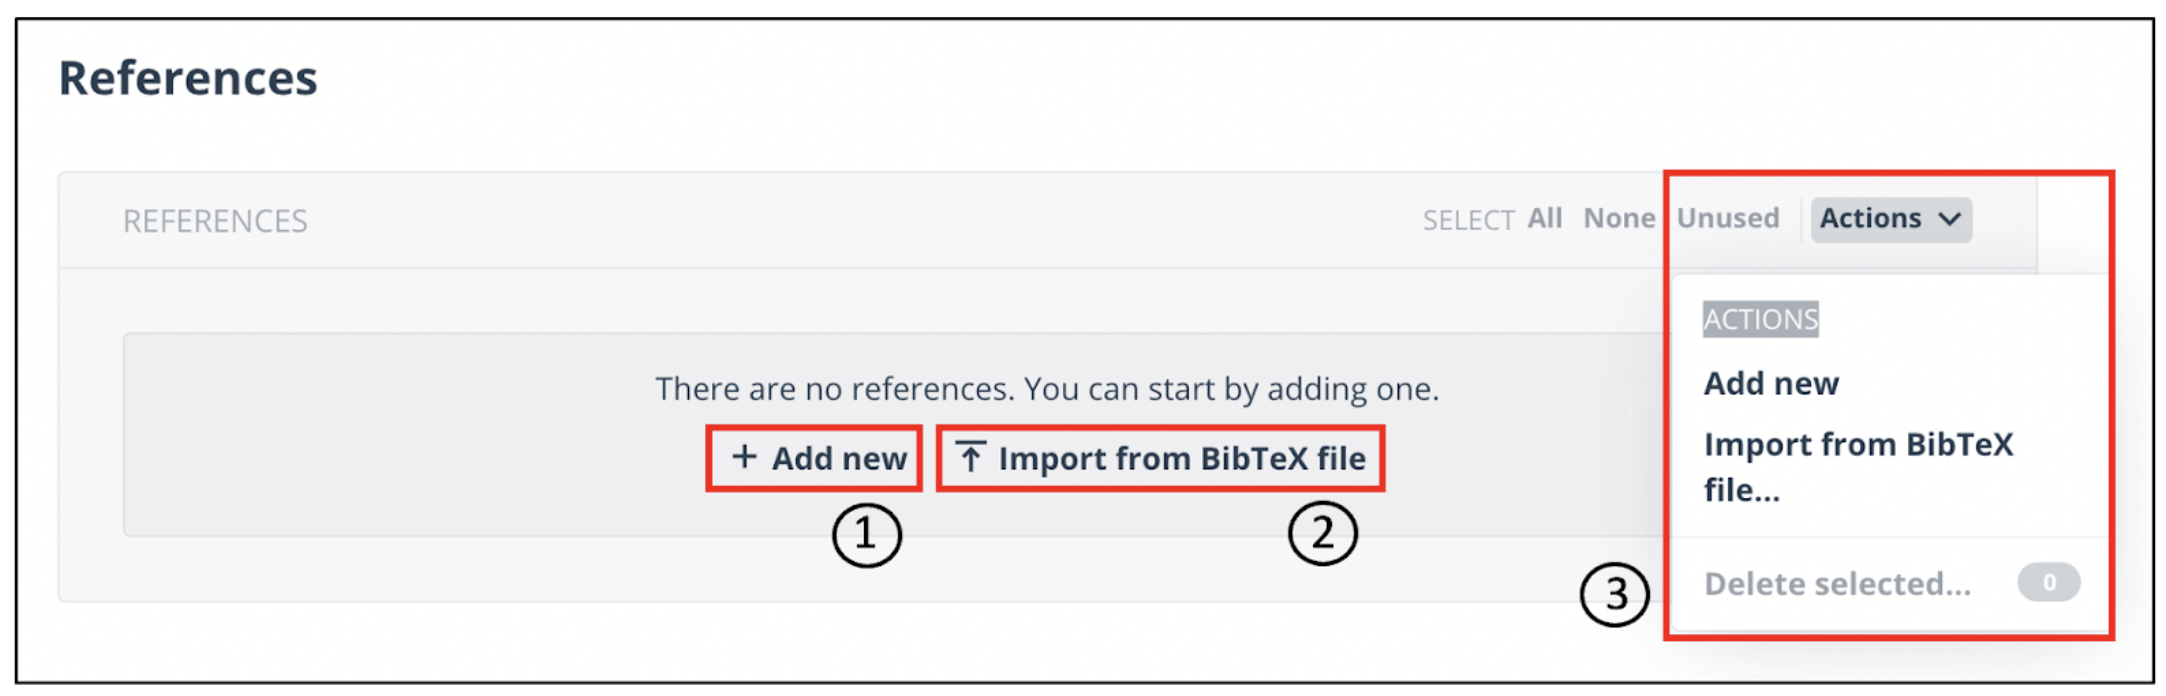 References
REFERENCES
SELECT All None Unused Actions
ACTIONS
Add new
Import from BibTeX
file...
Delete selected... 0
There are no references. You can start by adding one.
+ Add new Import from BibTeX file
1
2
3